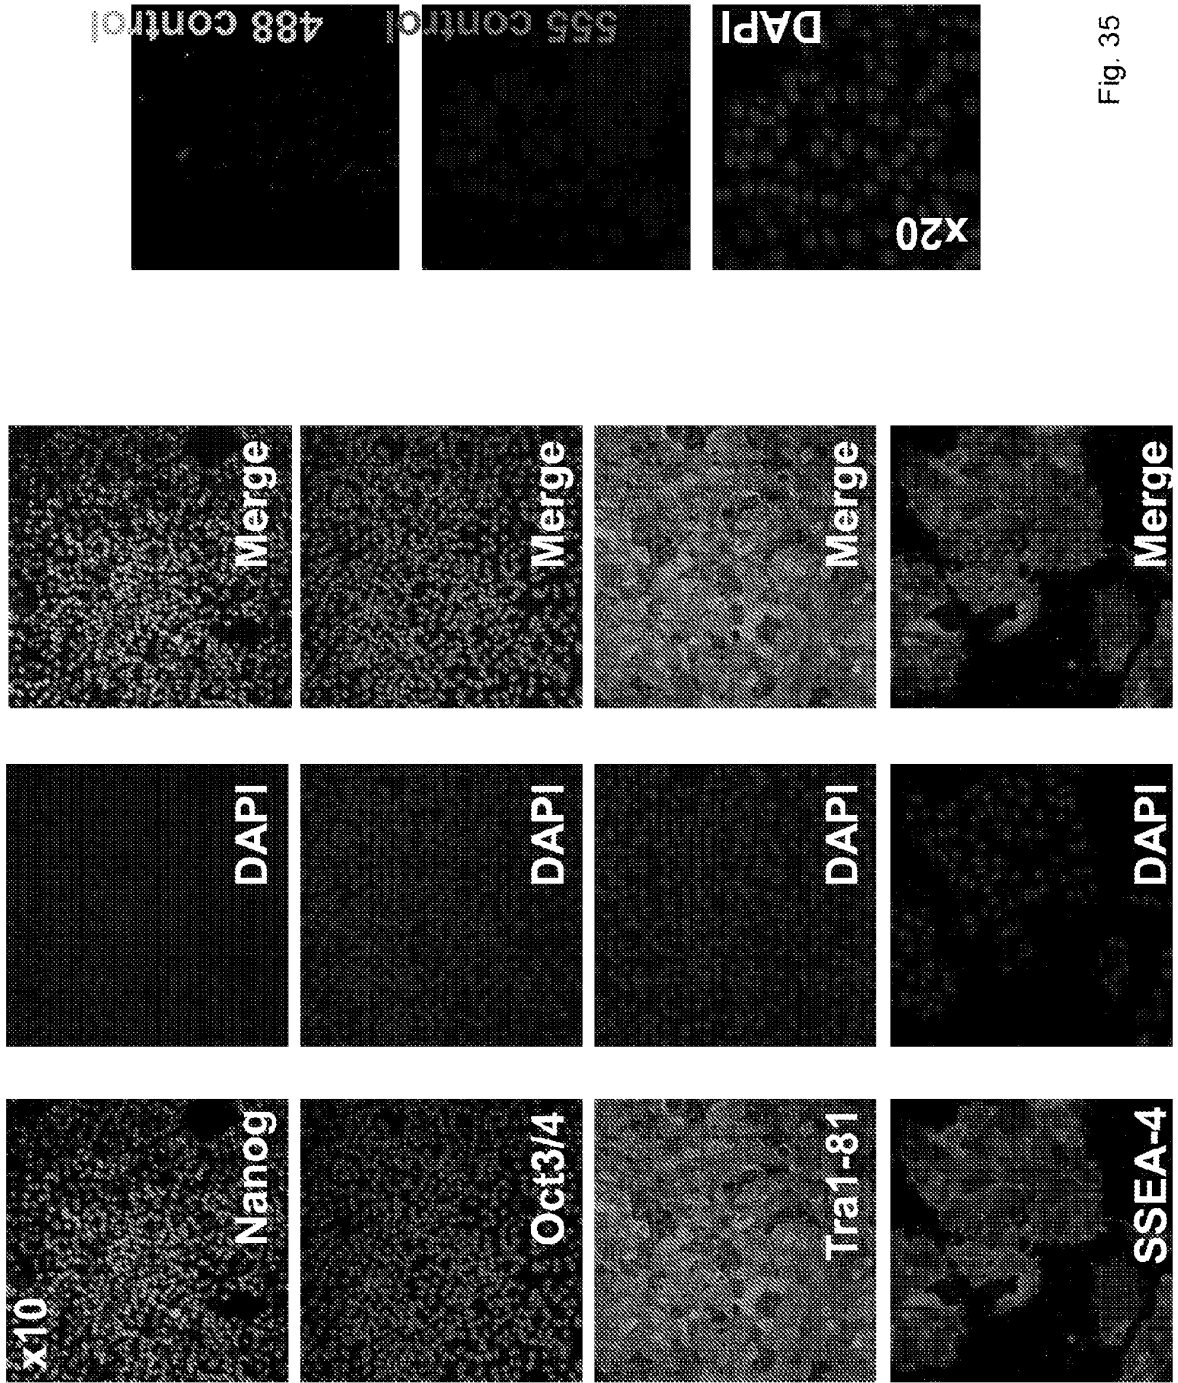 x10
Nanog
DAPI
Merge
Oct3/4
DAPI
Merge
Tra1-81
DAPI
Merge
SSEA-4
DAPI
Merge
488 control
555 control
DAPI
x20
Fig. 35